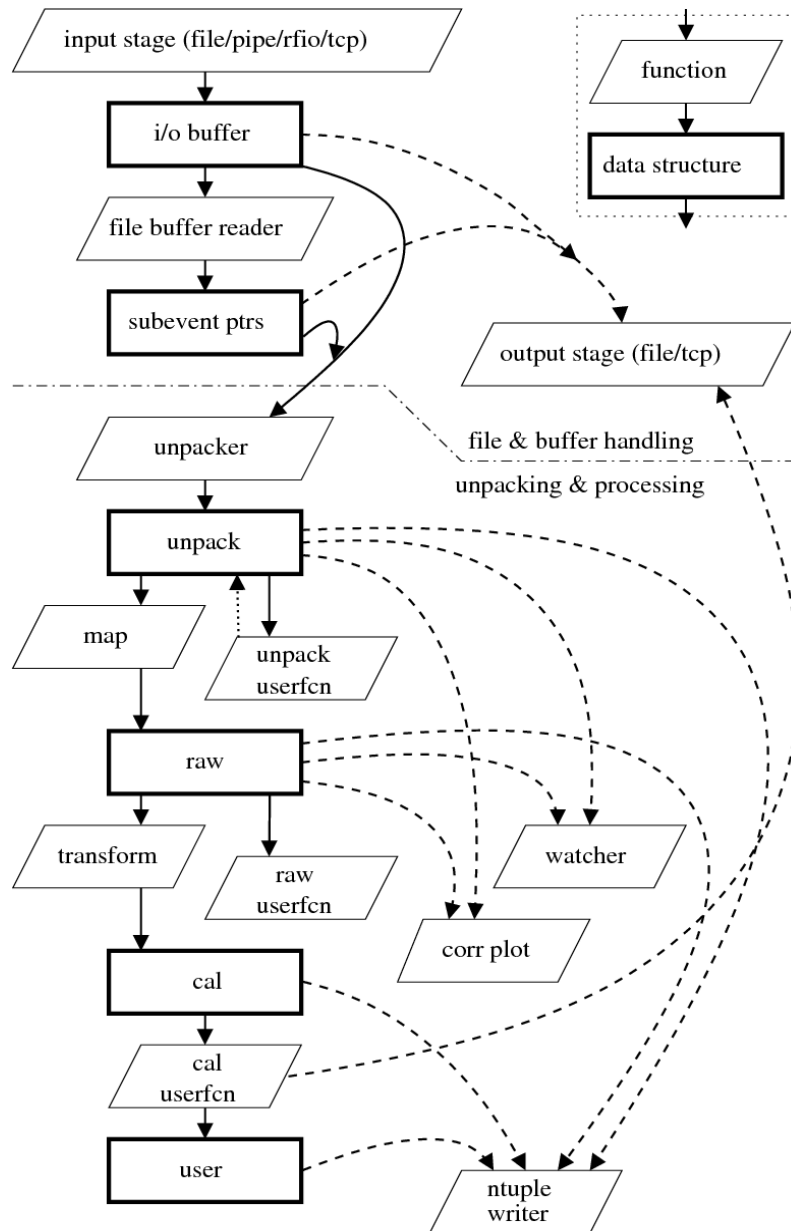 input stage (file/pipe/rfio/tcp)
function
i/o buffer
data structure
file buffer reader
subevent ptrs
output stage (file/tcp)
unpacker
file & buffer handling
unpacking & processing
unpack
map
unpack
userfcn
raw
transform
watcher
raw
userfcn
corr plot
cal
cal
userfcn
user
ntuple
writer